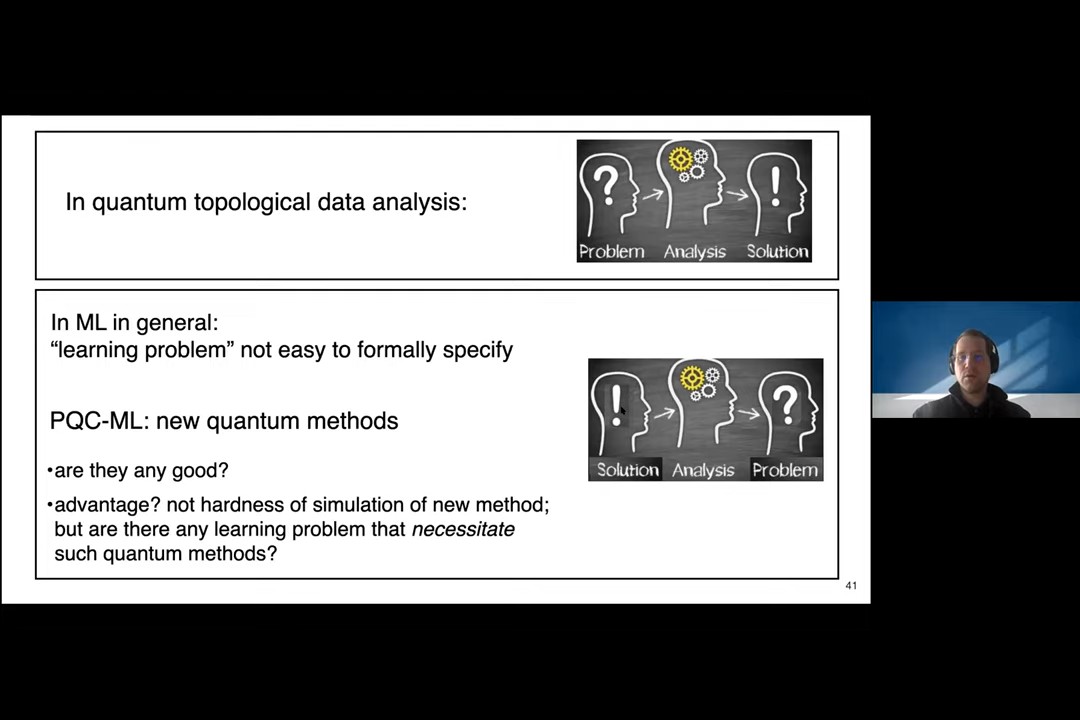 In quantum topological data analysis:
Problem Analysis Solution
In ML in general:
“learning problem” not easy to formally specify
PQC-ML: new quantum methods
•are they any good?
•advantage? not hardness of simulation of new method;
but are there any learning problem that necessitate
such quantum methods?
Solution Analysis Problem
41